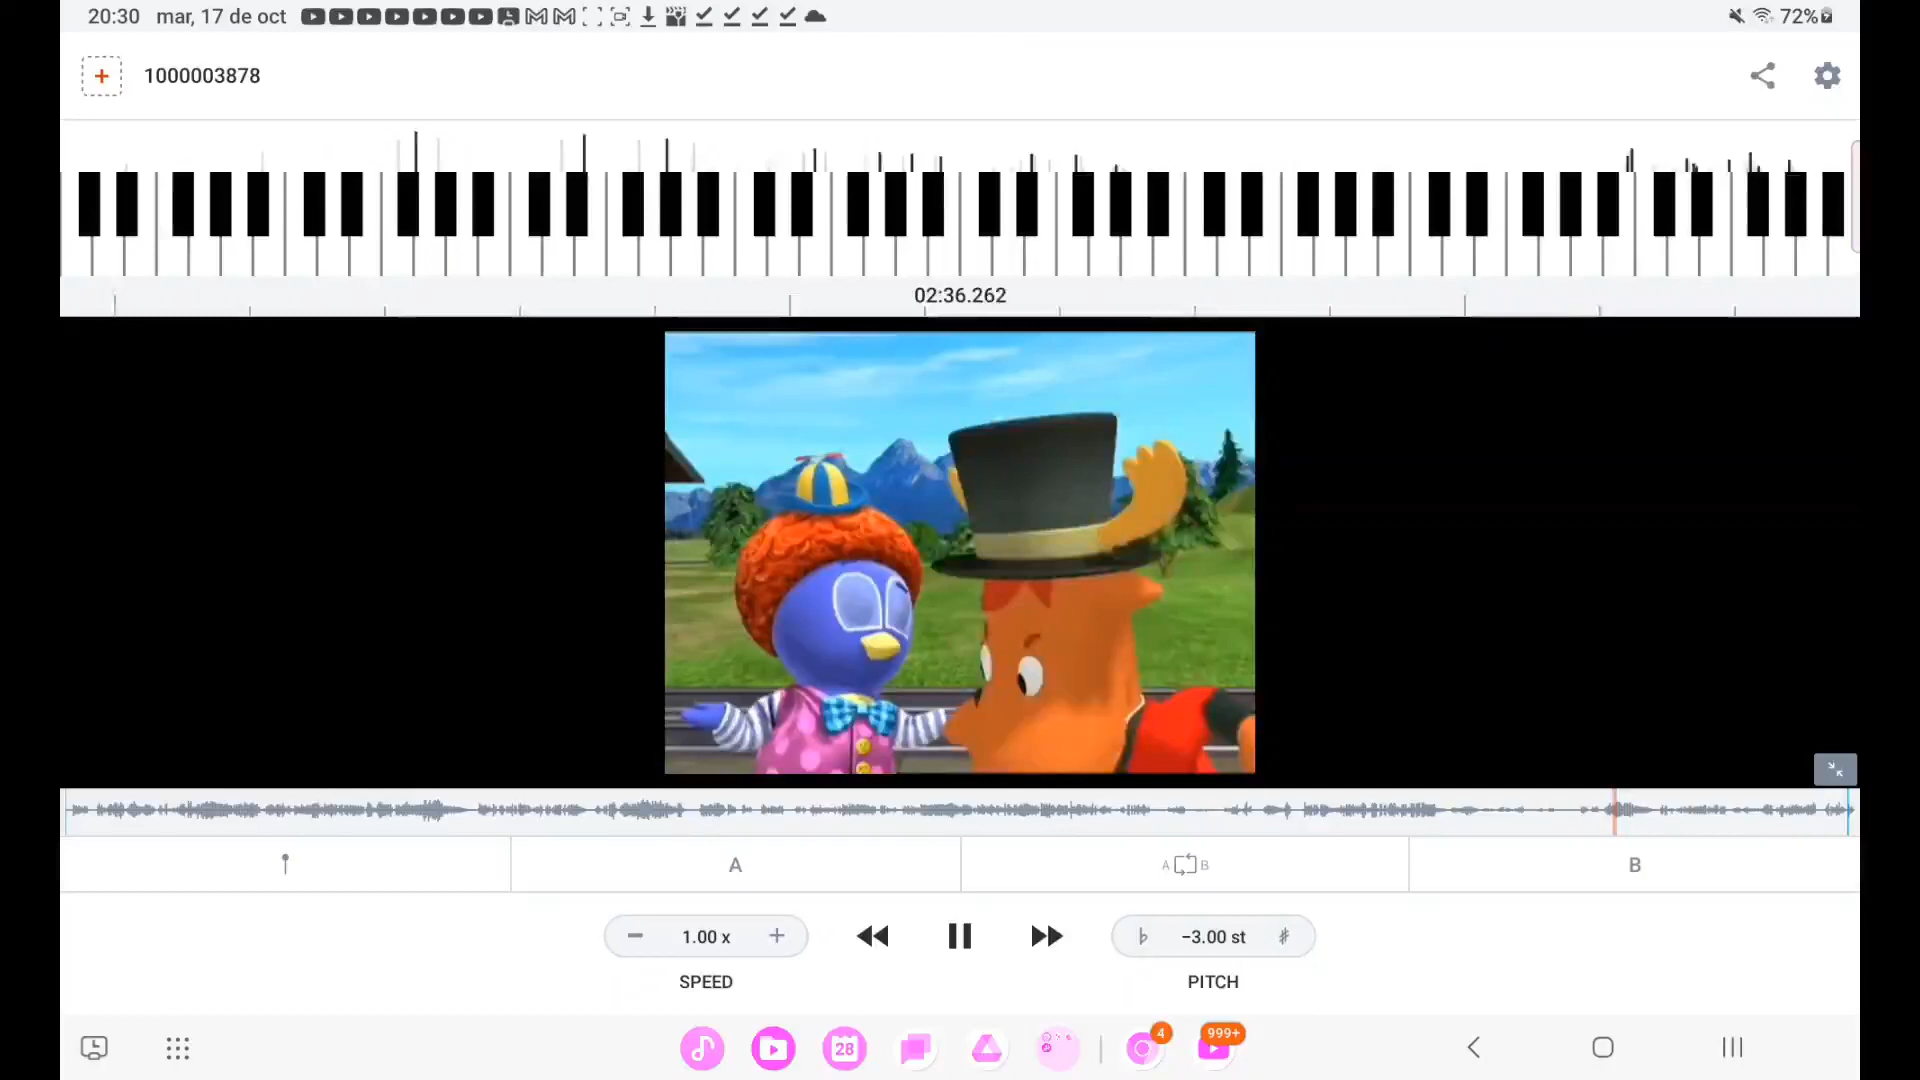 20:30 mar, 17 de oct
72%
1000003878
02:36.262
A
A B
B
1.00 x
−3.00 st
SPEED
PITCH
28
4
999+